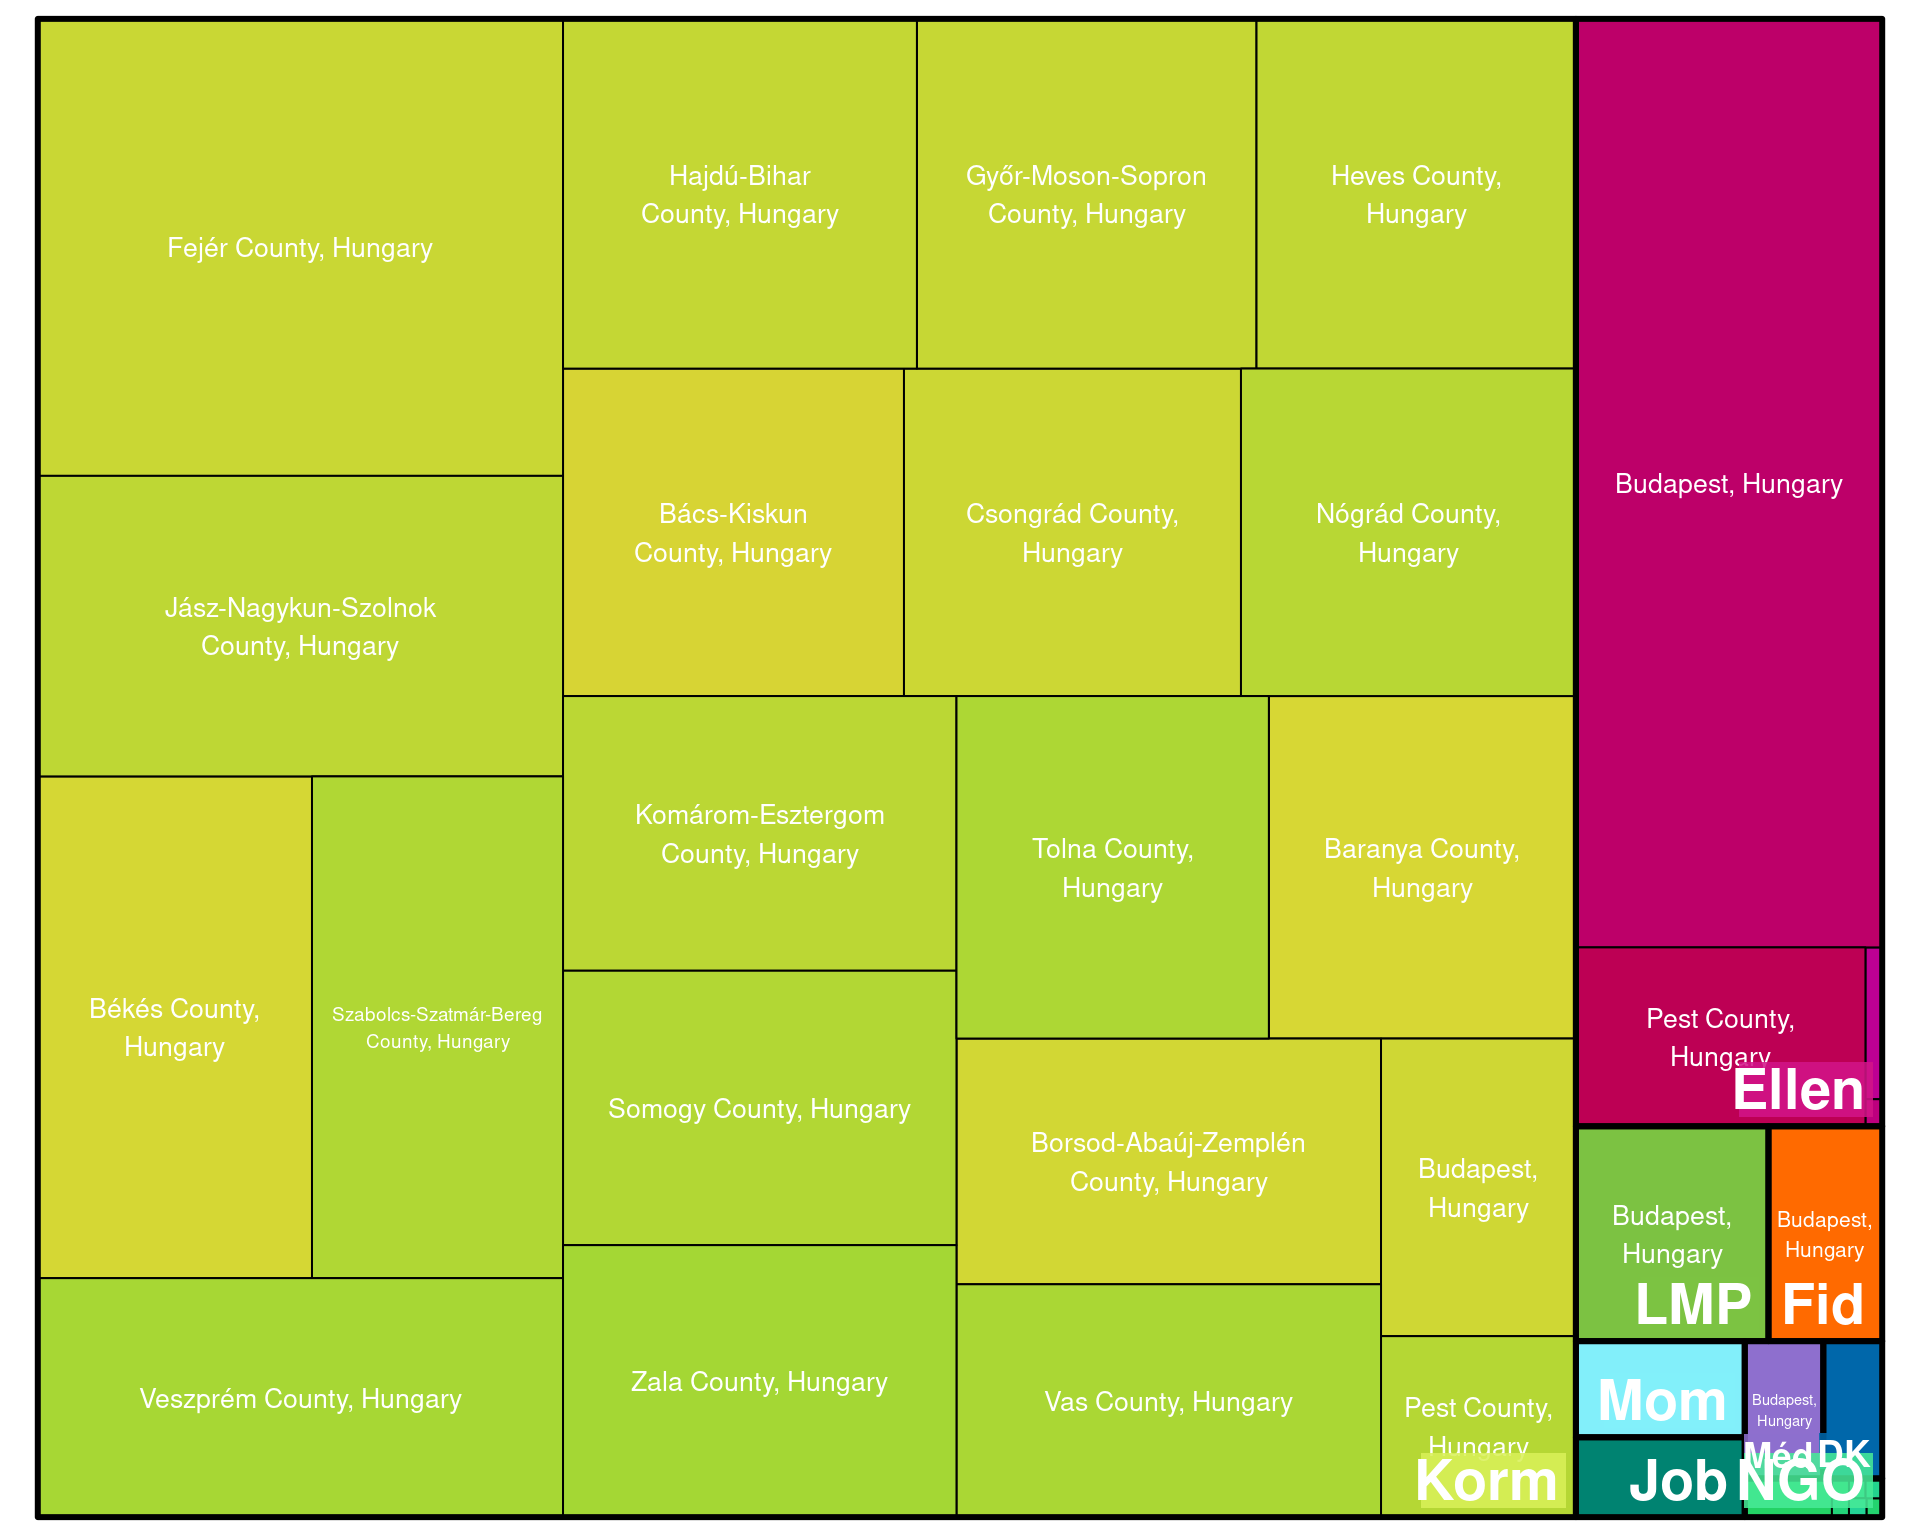 Fejér County, Hungary
Hajdú-Bihar
County, Hungary
Győr-Moson-Sopron
County, Hungary
Heves County,
Hungary
Budapest, Hungary
Jász-Nagykun-Szolnok
County, Hungary
Bács-Kiskun
County, Hungary
Csongrád County,
Hungary
Nógrád County,
Hungary
Békés County,
Hungary
Szabolcs-Szatmár-Bereg
County, Hungary
Komárom-Esztergom
County, Hungary
Tolna County,
Hungary
Baranya County,
Hungary
Somogy County, Hungary
Borsod-Abaúj-Zemplén
County, Hungary
Budapest,
Hungary
Pest County,
Hungary
Ellen
Budapest,
Hungary
LMP
Budapest,
Hungary
Fid
Veszprém County, Hungary
Zala County, Hungary
Vas County, Hungary
Pest County,
Hungary
Korm
Mom
Budapest,
Hungary
Méd
DK
Job
NGO